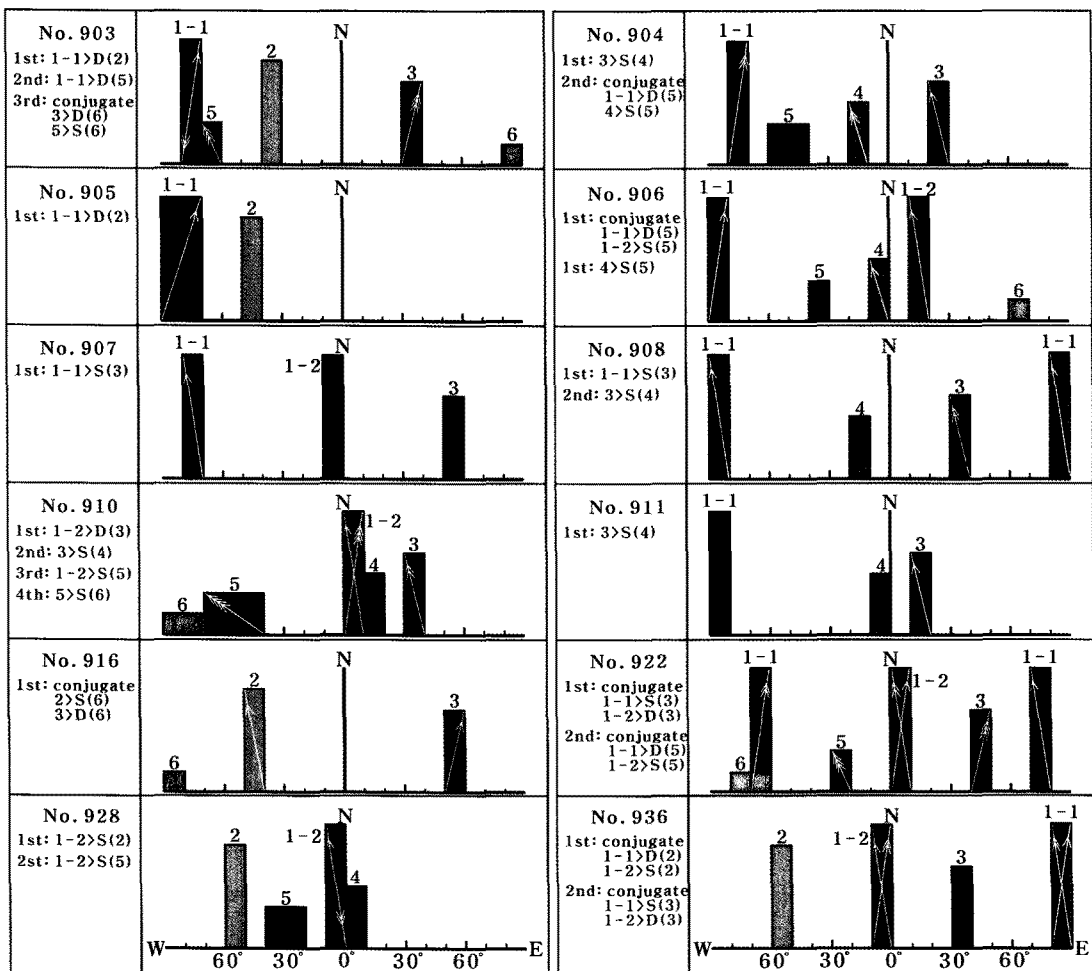 No. 903
1st: 1-1>D(2)
2nd: 1-1>D(5)
3rd: conjugate
3>D(6)
5>S(6)
1-1
5
2
N
3
6
No. 904
1st: 3>S(4)
2nd: conjugate
1-1>D(5)
4>S(5)
1-1
5
4
N
3
No. 905
1st: 1-1>D(2)
1-1
2
N
No. 906
1st: conjugate
1-1>D(5)
1-2>S(5)
1st: 4>S(5)
1-1
5
4
N
1-2
6
No. 907
1st: 1-1>S(3)
1-1
1-2
N
3
No. 908
1st: 1-1>S(3)
2nd: 3>S(4)
1-1
4
N
3
1-1
No. 910
1st: 1-2>D(3)
2nd: 3>S(4)
3rd: 1-2>S(5)
4th: 5>S(6)
6
5
N
1-2
4
3
No. 911
1st: 3>S(4)
1-1
4
N
3
No. 916
1st: conjugate
2>S(6)
3>D(6)
6
2
N
3
No. 922
1st: conjugate
1-1>S(3)
1-2>D(3)
2nd: conjugate
1-1>D(5)
1-2>S(5)
1-1
6
5
N
1-2
3
1-1
No. 928
1st: 1-2>S(2)
2st: 1-2>S(5)
2
5
1-2
N
4
W
60° 30° 0° 30° 60°
E
No. 936
1st: conjugate
1-1>D(2)
1-2>S(2)
2nd: conjugate
1-1>S(3)
1-2>D(3)
2
1-2
N
3
1-1
W
60° 30° 0° 30° 60°
E